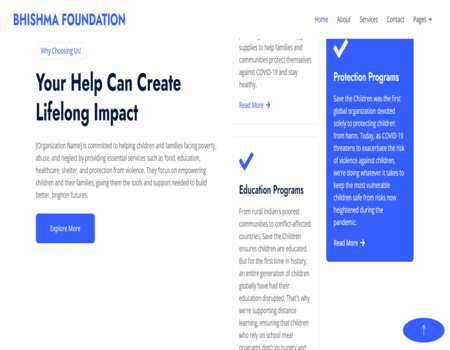 BHISHMA FOUNDATION
Home About Services Contact Pages
Why Choosing Us!
Your Help Can Create
Lifelong Impact
[Organization Name] is committed to helping children and families facing poverty,
abuse, and neglect by providing essential services such as food, education,
healthcare, shelter, and protection from violence. They focus on empowering
children and their families, giving them the tools and support needed to build
better, brighter futures.
Explore More
supplies to help families and
communities protect themselves
against COVID-19 and stay
healthy.
Read More →
Education Programs
From rural Indian's poorest
communities to conflict-affected
countries, Save the Children
ensures children are educated.
But for the first time in history,
an entire generation of children
globally have had their
education disrupted. That's why
we're supporting distance
learning, ensuring that children
who rely on school meal
programs don't go hungry and
Protection Programs
Save the Children was the first
global organization devoted
solely to protecting children
from harm. Today, as COVID-19
threatens to exacerbate the risk
of violence against children,
we're doing whatever it takes to
keep the most vulnerable
children safe from risks now
heightened during the
pandemic.
Read More →